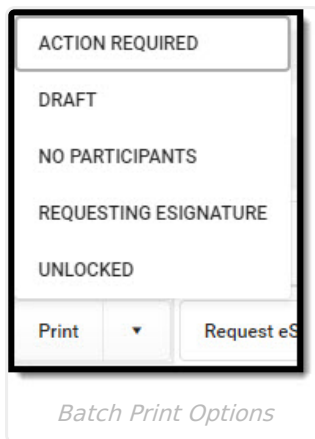 ACTION REQUIRED
DRAFT
NO PARTICIPANTS
REQUESTING ESIGNATURE
UNLOCKED
Print ▼ Request eS
Batch Print Options